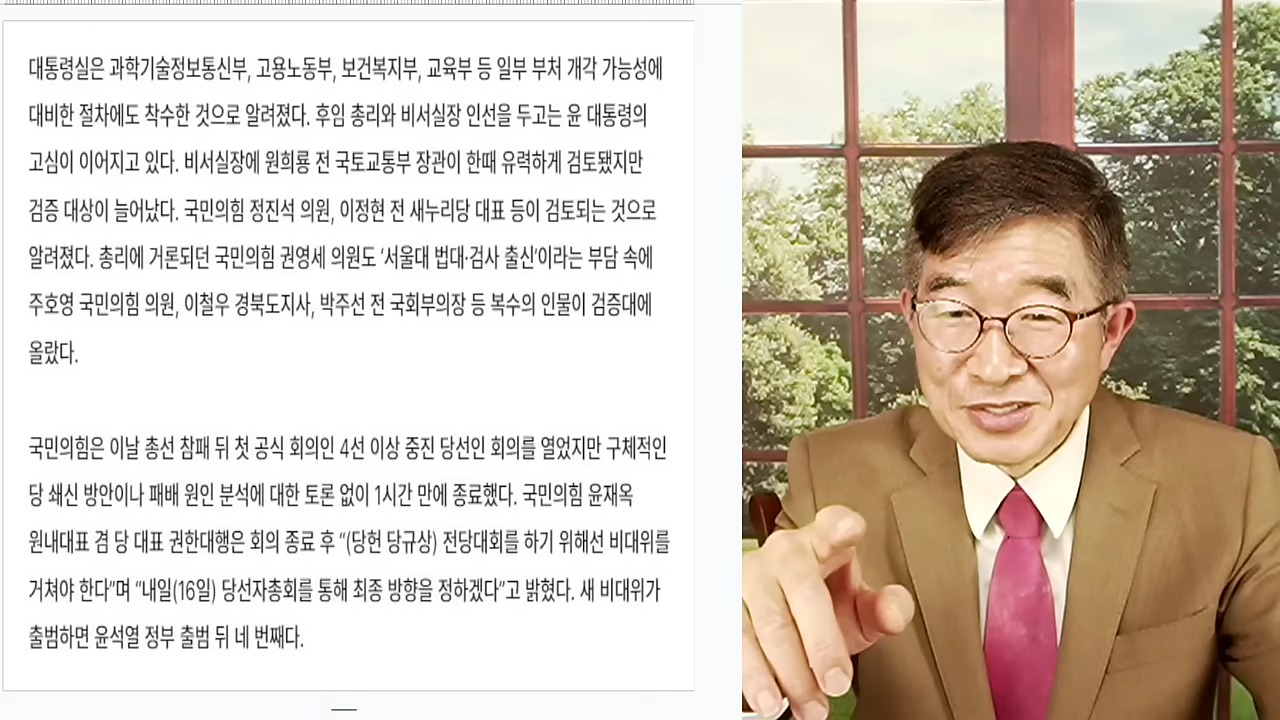 대통령실은 과학기술정보통신부, 고용노동부, 보건복지부, 교육부 등 일부 부처 개각 가능성에
대비한 절차에도 착수한 것으로 알려졌다. 후임 총리와 비서실장 인선을 두고는 윤 대통령의
고심이 이어지고 있다. 비서실장에 원희룡 전 국토교통부 장관이 한때 유력하게 검토됐지만
검증 대상이 늘어났다. 국민의힘 정진석 의원, 이정현 전 새누리당 대표 등이 검토되는 것으로
알려졌다. 총리에 거론되던 국민의힘 권영세 의원도 ‘서울대 법대·검사 출신’이라는 부담 속에
주호영 국민의힘 의원, 이철우 경북도지사, 박주선 전 국회부의장 등 복수의 인물이 검증대에
올랐다.
국민의힘은 이날 총선 참패 뒤 첫 공식 회의인 4선 이상 중진 당선인 회의를 열었지만 구체적인
당 쇄신 방안이나 패배 원인 분석에 대한 토론 없이 1시간 만에 종료했다. 국민의힘 윤재옥
원내대표 겸 당 대표 권한대행은 회의 종료 후 “(당헌 당규상) 전당대회를 하기 위해선 비대위를
거쳐야 한다”며 “내일(16일) 당선자총회를 통해 최종 방향을 정하겠다”고 밝혔다. 새 비대위가
출범하면 윤석열 정부 출범 뒤 네 번째다.